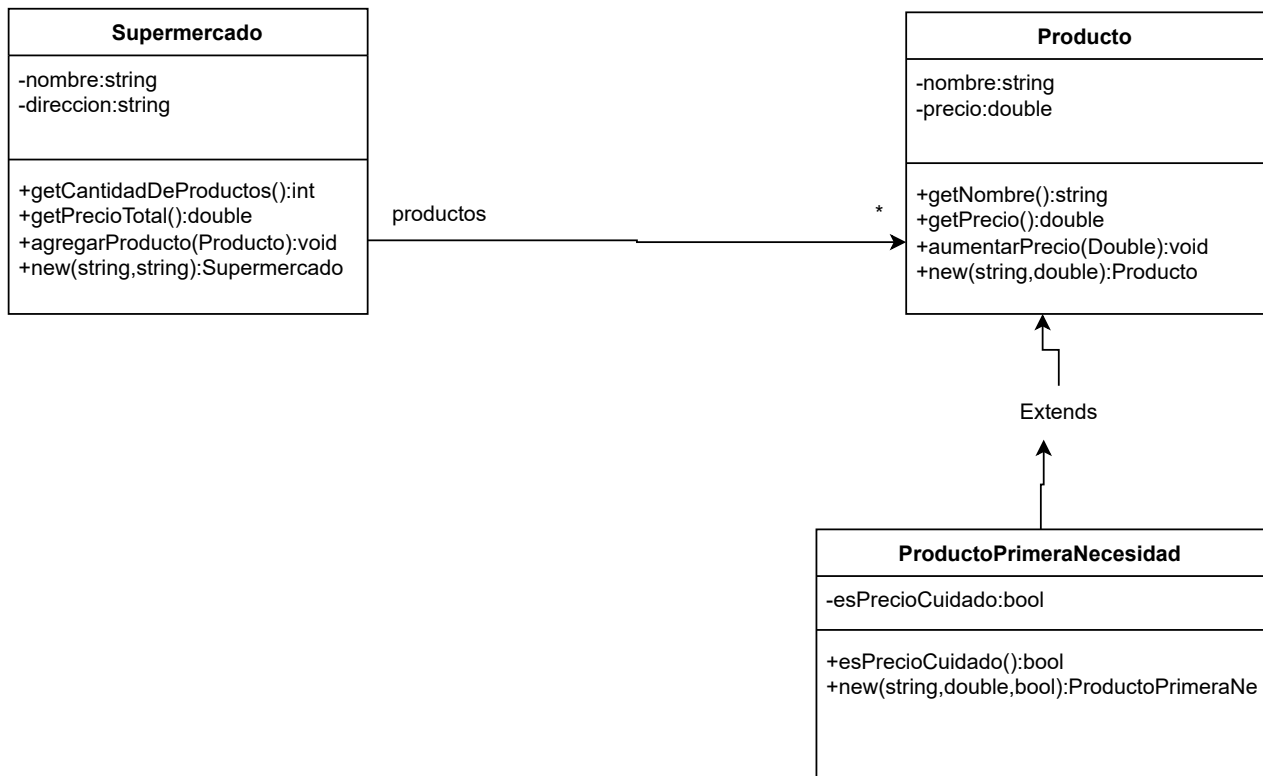 Supermercado
-nombre:string
-direccion:string
+getCantidadDeProductos():int
+getPrecioTotal():double
+agregarProducto(Producto):void
+new(string,string):Supermercado
productos
*
Producto
-nombre:string
-precio:double
+getNombre():string
+getPrecio():double
+aumentarPrecio(Double):void
+new(string,double):Producto
Extends
ProductoPrimeraNecesidad
-esPrecioCuidado:bool
+esPrecioCuidado():bool
+new(string,double,bool):ProductoPrimeraNe